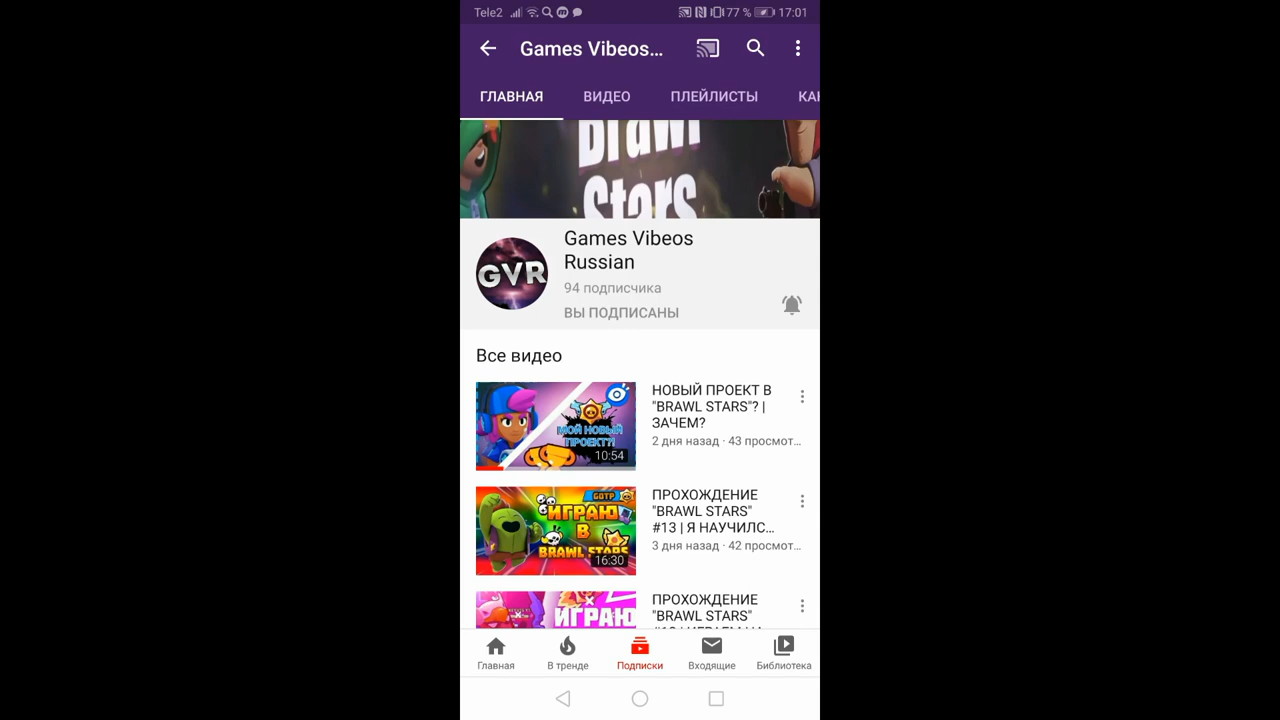 Tele2 77 % 17:01
Games Vibeos...
ГЛАВНАЯ ВИДЕО ПЛЕЙЛИСТЫ КА
Brawl
Stars
GVR
Games Vibeos
Russian
94 подписчика
ВЫ ПОДПИСАНЫ
Все видео
МОЙ НОВЫЙ
ПРОЕКТ?!
10:54
НОВЫЙ ПРОЕКТ В
"BRAWL STARS"? |
ЗАЧЕМ?
2 дня назад · 43 просмот...
GOTP
ИГРАЮ
В
BRAWL STARS
16:30
ПРОХОЖДЕНИЕ
"BRAWL STARS"
#13 | Я НАУЧИЛС...
3 дня назад · 42 просмот...
ИГРАЮ
ПРОХОЖДЕНИЕ
"BRAWL STARS"
Главная В тренде Подписки Входящие Библиотека